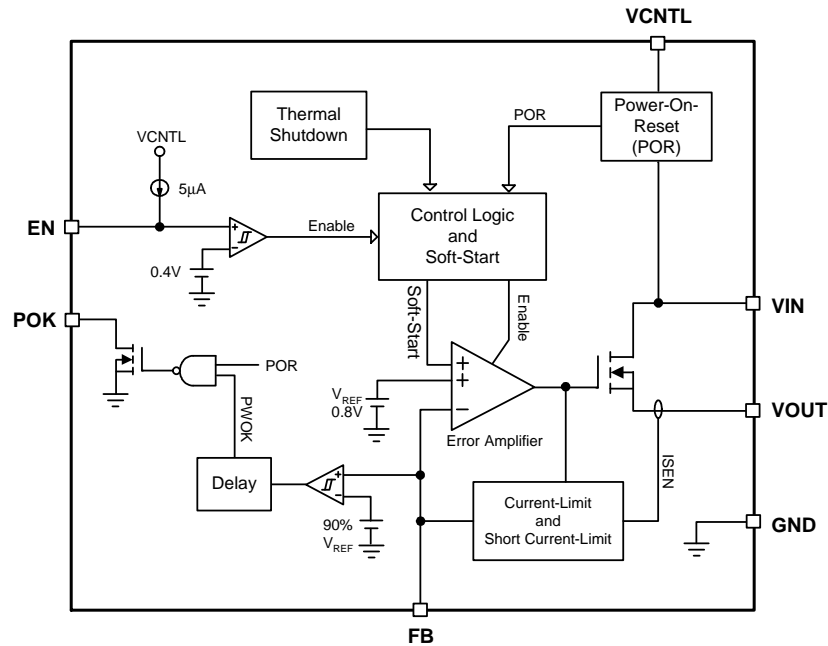 VCNTL
Thermal
Shutdown
POR
Power-On-
Reset
(POR)
VCNTL
5µA
EN
Enable
Control Logic
and
Soft-Start
0.4V
POK
Soft-Start
Enable
VIN
POR
VREF
0.8V
PWOK
Error Amplifier
VOUT
ISEN
Delay
90%
VREF
Current-Limit
and
Short Current-Limit
GND
FB
+
−
+
+
−
+
−